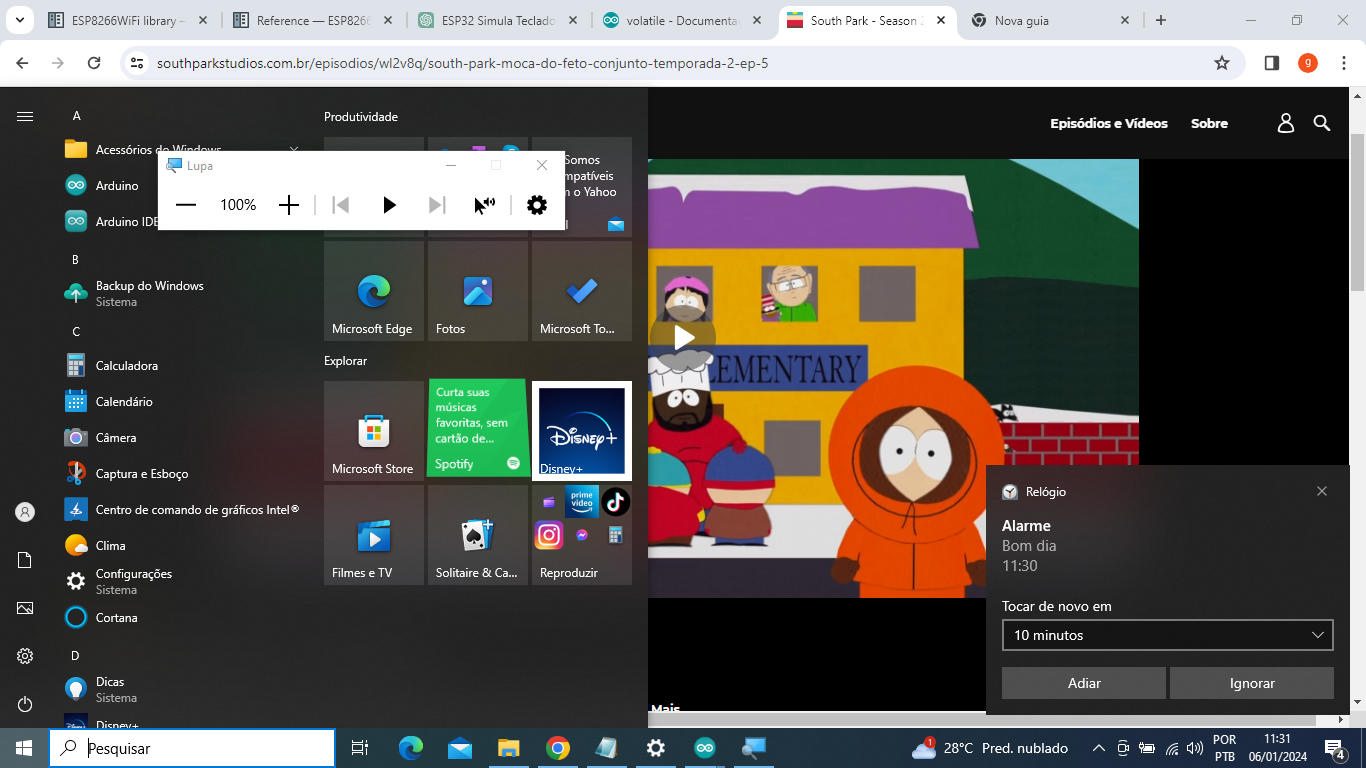 ESP8266WiFi library –
Reference — ESP8266
ESP32 Simula Teclado
volatile - Documenta
South Park - Season
Nova guia
southparkstudios.com.br/episodios/wl2v8q/south-park-moca-do-feto-conjunto-temporada-2-ep-5
g
Episódios e Vídeos
Sobre
A
Acessórios do Windows
Arduino
Arduino IDE
B
Backup do Windows
Sistema
C
Calculadora
Calendário
Câmera
Captura e Esboço
Centro de comando de gráficos Intel®
Clima
Configurações
Sistema
Cortana
D
Dicas
Sistema
Disney+
Produtividade
Somos
mpatíveis
o Yahoo
Lupa
100%
Microsoft Edge
Fotos
Microsoft To...
Explorar
Microsoft Store
Curta suas
músicas
favoritas, sem
cartão de...
Spotify
Disney+
Disney+
prime
video
Filmes e TV
Solitaire & Ca...
Reproduzir
LEMENTARY
Mais
Relógio
Alarme
Bom dia
11:30
Tocar de novo em
10 minutos
Adiar
Ignorar
Pesquisar
1
28°C Pred. nublado
POR
PTB
11:31
06/01/2024
4